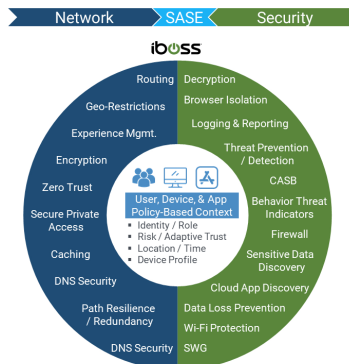 Network SASE Security
iboss
Routing
Geo-Restrictions
Experience Mgmt.
Encryption
Zero Trust
Secure Private
Access
Caching
DNS Security
Path Resilience
/ Redundancy
DNS Security
Decryption
Browser Isolation
Logging & Reporting
Threat Prevention
/ Detection
CASB
Behavior Threat
Indicators
Firewall
Sensitive Data
Discovery
Cloud App Discovery
Data Loss Prevention
Wi-Fi Protection
SWG
User, Device, & App
Policy-Based Context
• Identity / Role
• Risk / Adaptive Trust
• Location / Time
• Device Profile